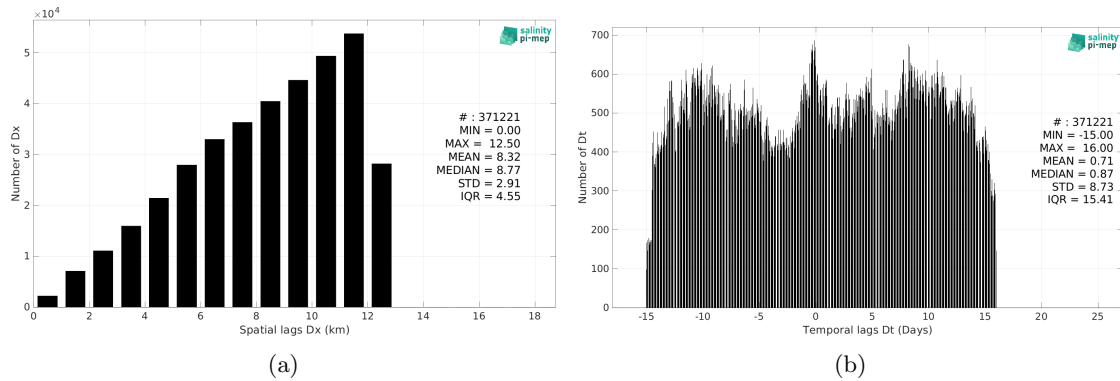 ×10⁴
5
4
3
2
1
0
Number of Dx
0 2 4 6 8 10 12 14 16 18
Spatial lags Dx (km)
salinity
pi-mep
# : 371221
MIN = 0.00
MAX = 12.50
MEAN = 8.32
MEDIAN = 8.77
STD = 2.91
IQR = 4.55
(a)
700
600
500
400
300
200
100
0
Number of Dt
-15 -10 -5 0 5 10 15 20 25
Temporal lags Dt (Days)
salinity
pi-mep
# : 371221
MIN = -15.00
MAX = 16.00
MEAN = 0.71
MEDIAN = 0.87
STD = 8.73
IQR = 15.41
(b)